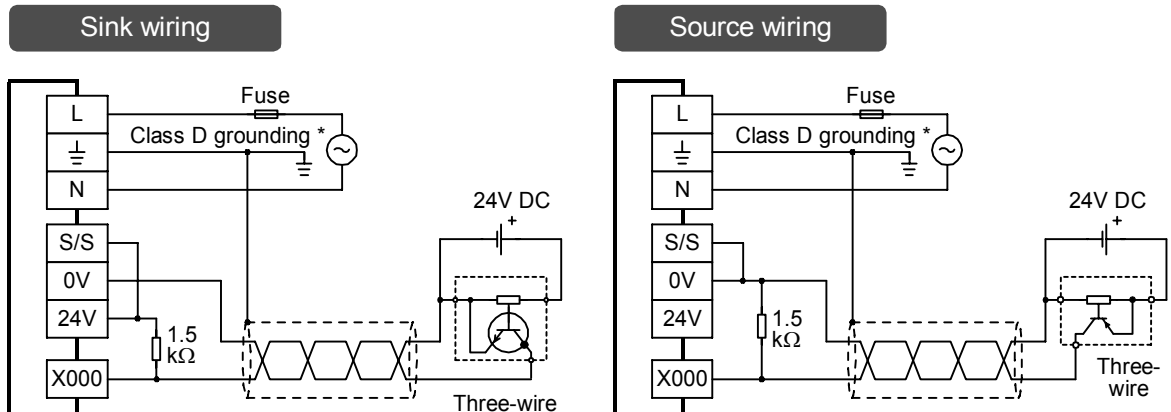 Sink wiring
L
Fuse
Class D grounding *
N
24V DC
+
S/S
0V
24V
1.5
kΩ
X000
Three-wire
Source wiring
L
Fuse
Class D grounding *
N
24V DC
+
S/S
0V
24V
1.5
kΩ
X000
Three-
wire